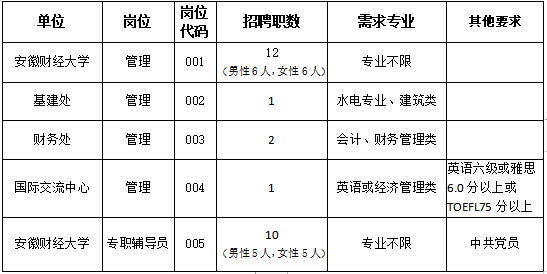 单位 岗位 岗位代码 招聘职数 需求专业 其他要求
安徽财经大学 管理 001 12 (男性6人,女性6人) 专业不限
基建处 管理 002 1 水电专业、建筑类
财务处 管理 003 2 会计、财务管理类
国际交流中心 管理 004 1 英语或经济管理类 英语六级或雅思6.0分以上或TOEFL75分以上
安徽财经大学 专职辅导员 005 10 (男性5人,女性5人) 专业不限 中共党员